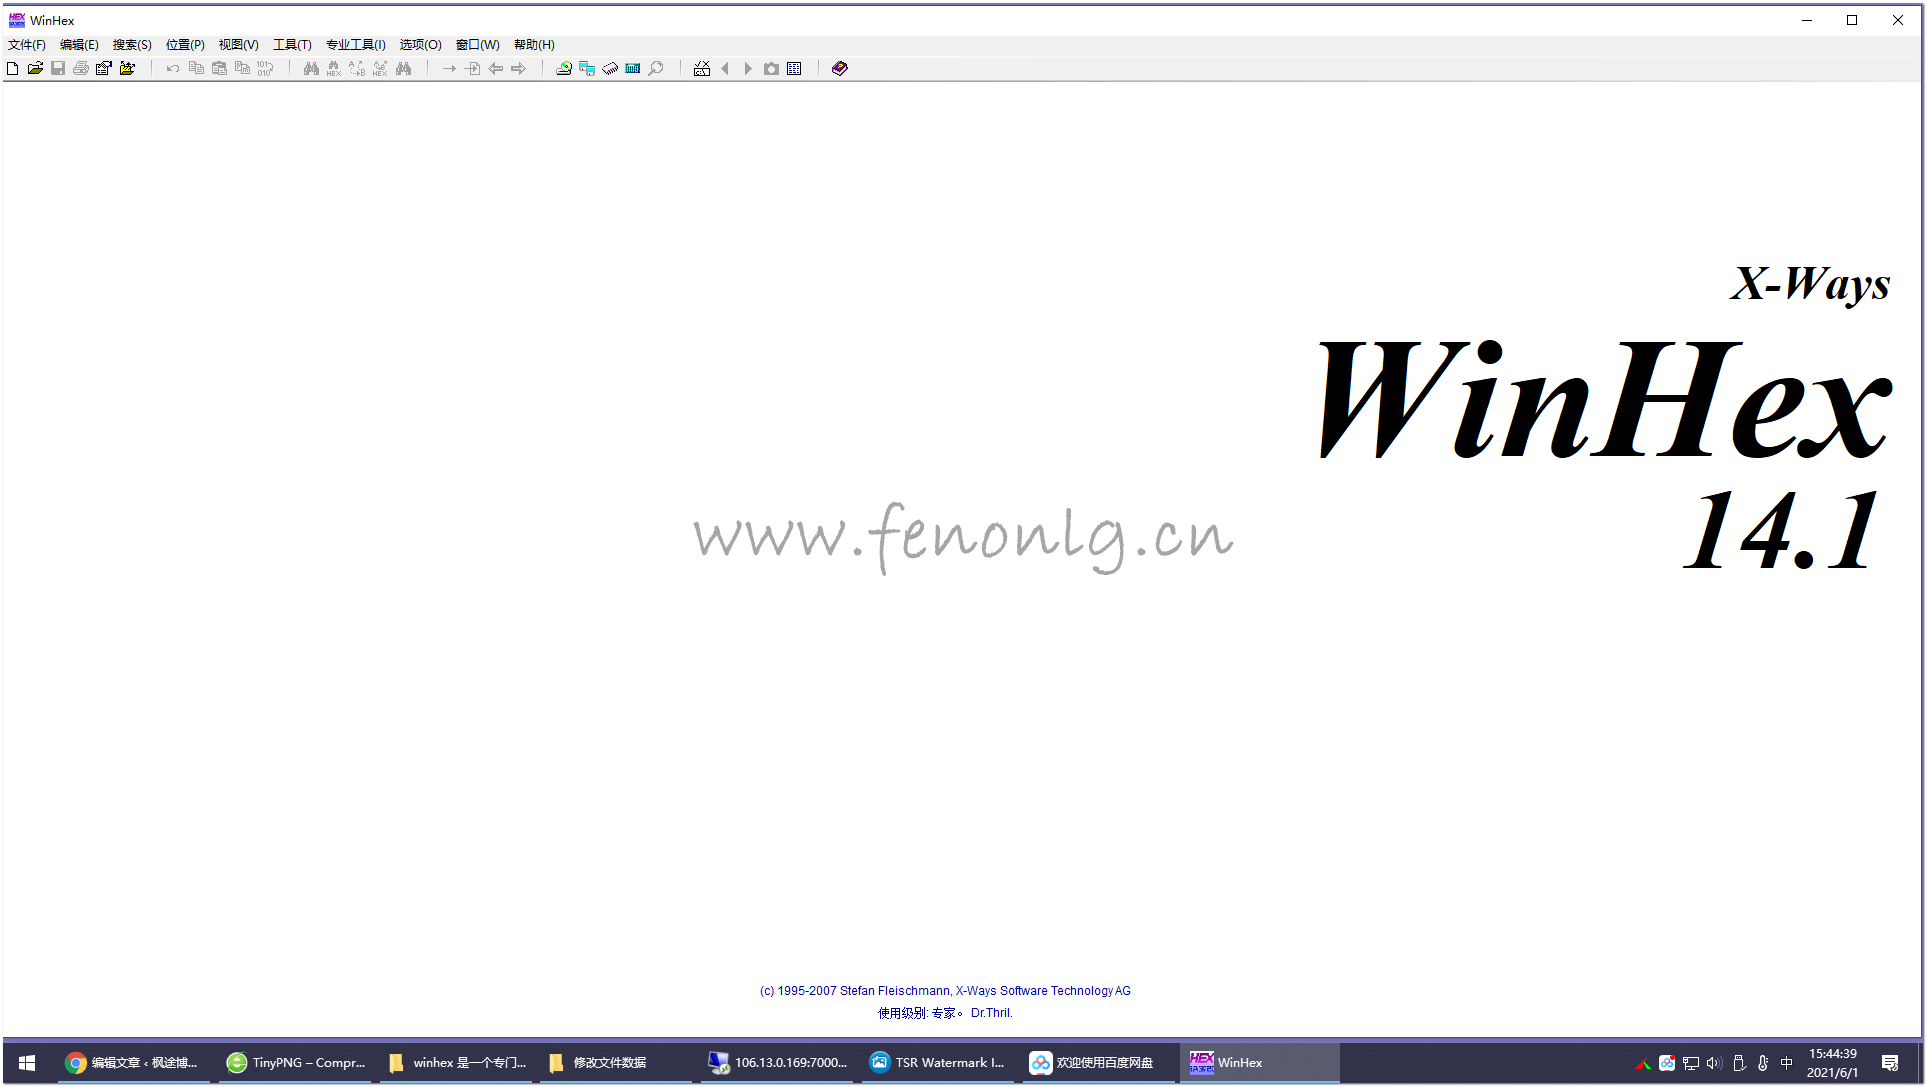 WinHex
文件(F) 编辑(E) 搜索(S) 位置(P) 视图(V) 工具(T) 专业工具(I) 选项(O) 窗口(W) 帮助(H)
X-Ways
WinHex
14.1
www.fenonlg.cn
(c) 1995-2007 Stefan Fleischmann, X-Ways Software Technology AG
使用级别: 专家。 Dr.Thril.
编辑文章 ‹ 枫途博... TinyPNG – Compr... winhex 是一个专门... 修改文件数据 106.13.0.169:7000... TSR Watermark I... 欢迎使用百度网盘 WinHex 中 15:44:39
2021/6/1